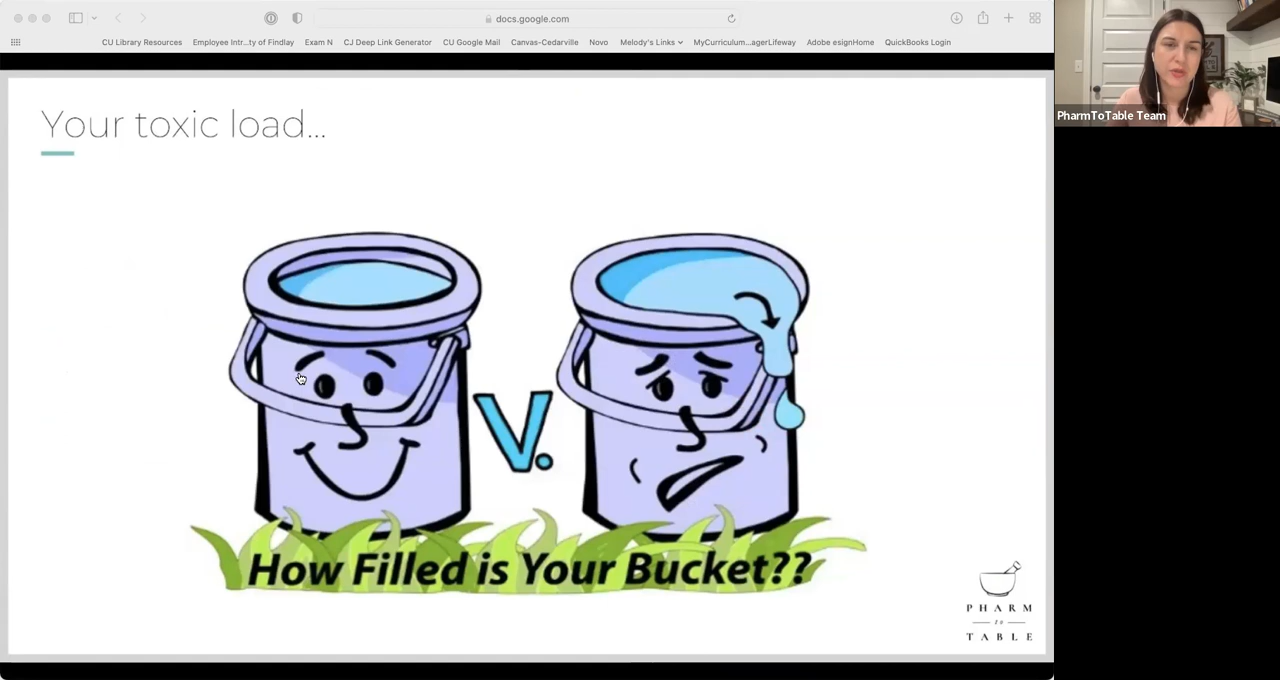 docs.google.com
CU Library Resources
Employee Intr...ty of Findlay
Exam N
CJ Deep Link Generator
CU Google Mail
Canvas-Cedarville
Novo
Melody's Links
MyCurriculum...agerLifeway
Adobe esignHome
QuickBooks Login
PharmToTable Team
Your toxic load...
V.
How Filled is Your Bucket??
PHARM
to
TABLE